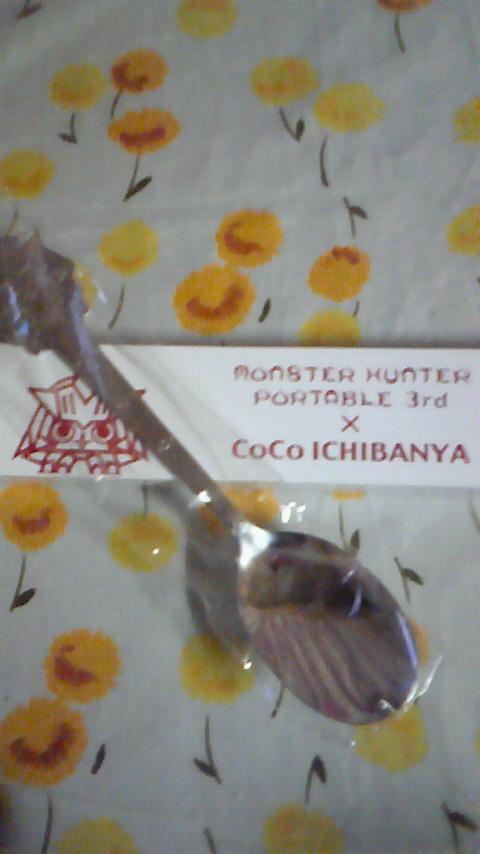 MONSTER HUNTER
PORTABLE 3rd
×
CoCo ICHIBANYA